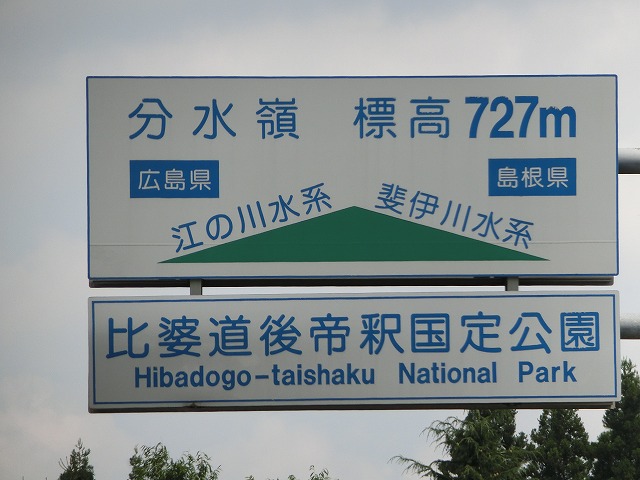 分水嶺 標高727m
広島県 島根県
江の川水系 斐伊川水系
比婆道後帝釈国定公園
Hibadogo-taishaku National Park